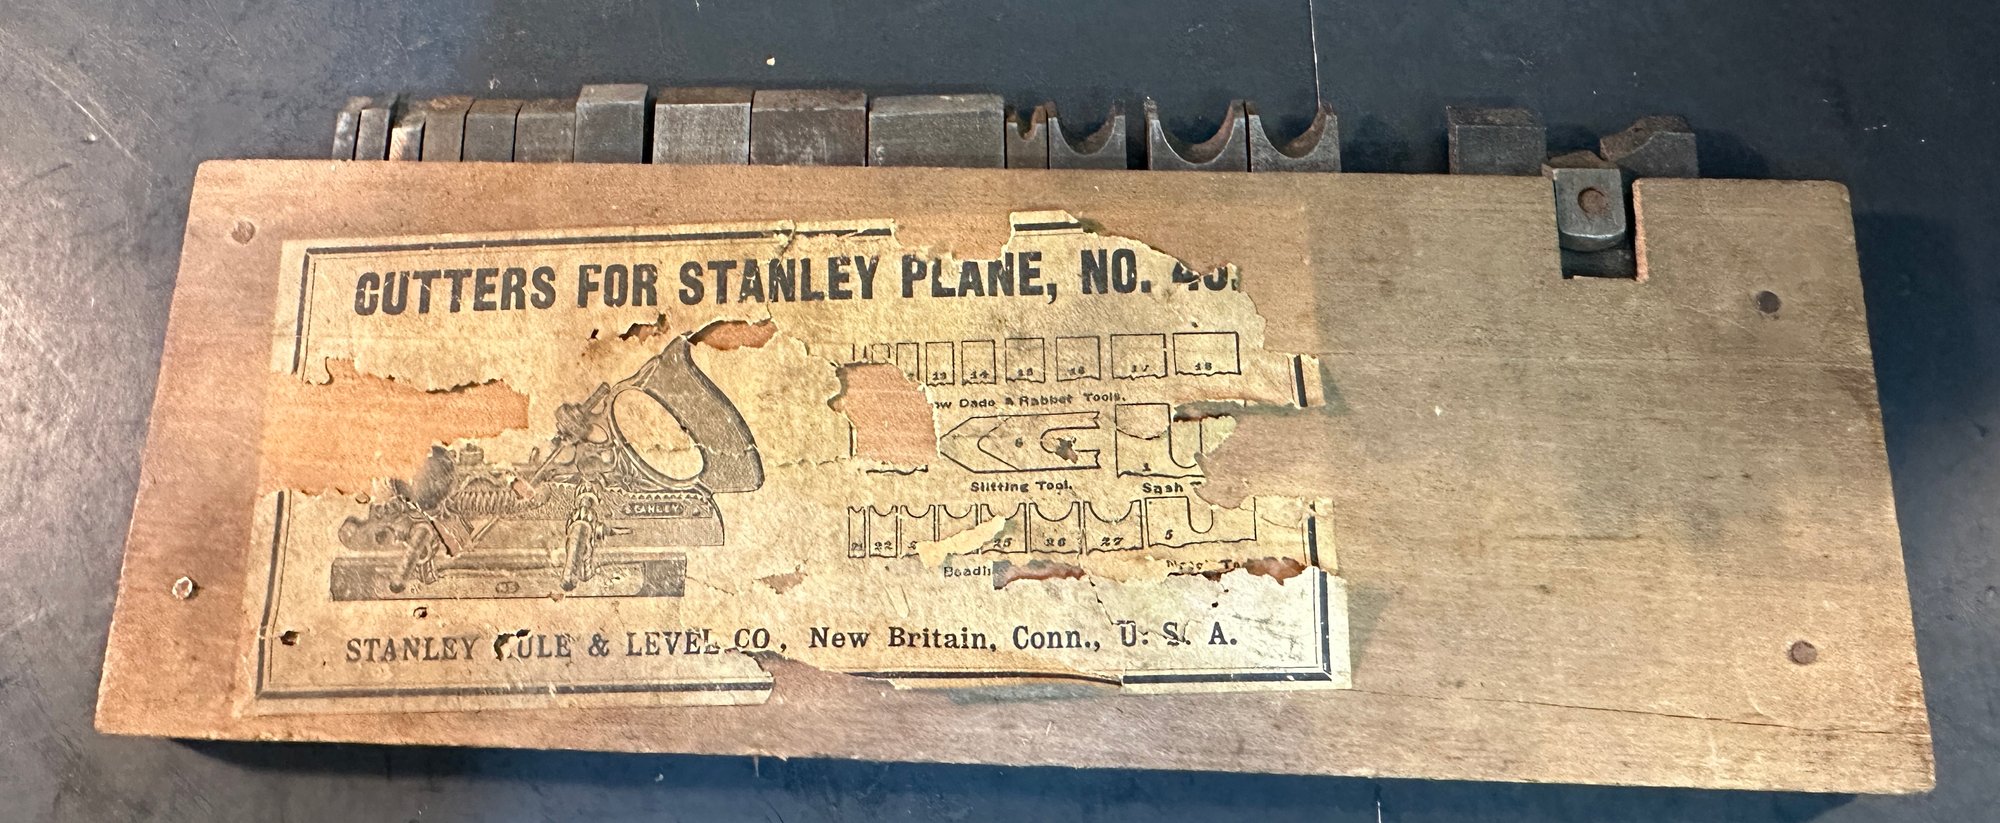 CUTTERS FOR STANLEY PLANE, NO.
13 14 15 16 17 18
Dado & Rabbet Tools.
6
1
Slitting Tool. Sash
STANLEY
22 25 26 27 5
STANLEY RULE & LEVEL CO., New Britain, Conn., U. S. A.